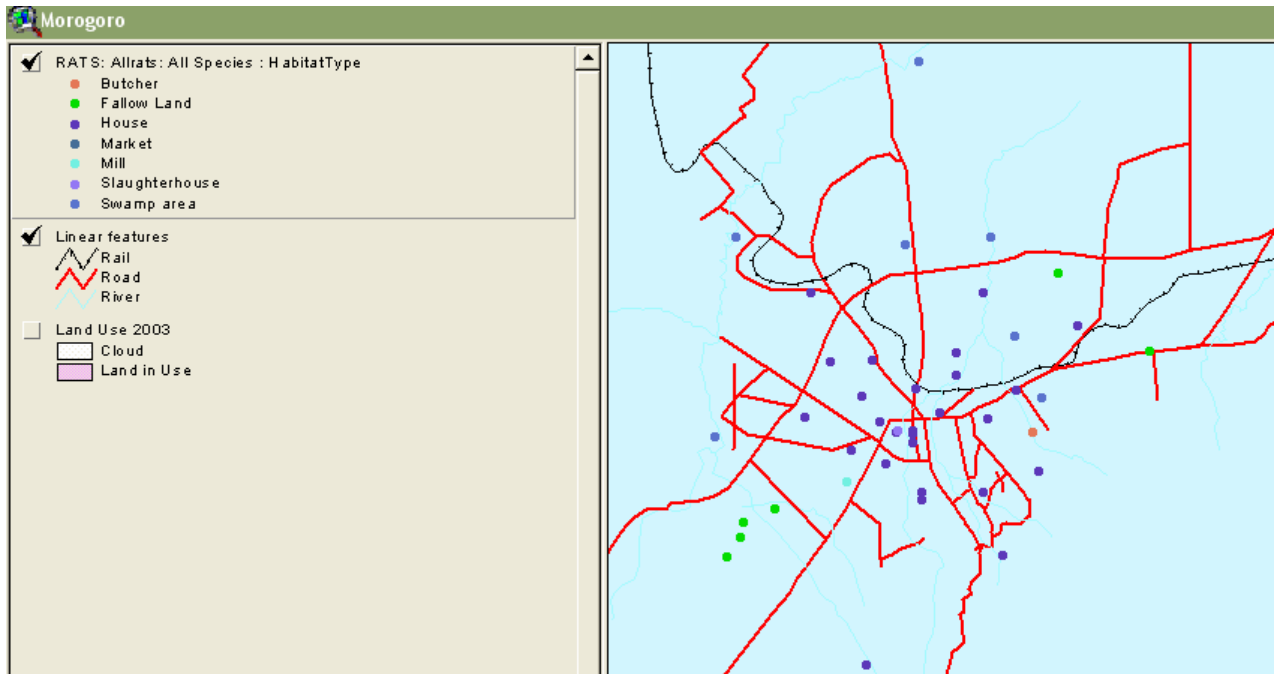 Morogoro
RATS: Allrats: All Species : HabitatType
Butcher
Fallow Land
House
Market
Mill
Slaughterhouse
Swamp area
Linear features
Rail
Road
River
Land Use 2003
Cloud
Land in Use